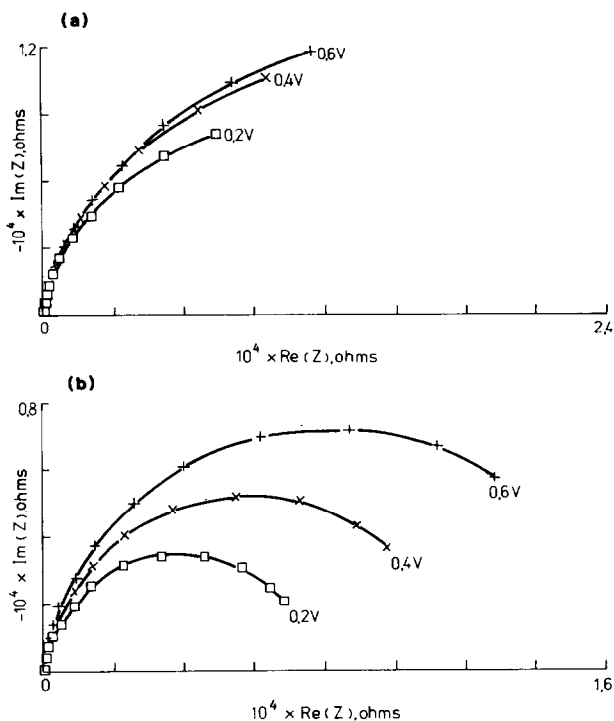 (a)
1,2
0,6V
0,4V
0,2V
-10⁴ × Im(Z), ohms
0
2,4
10⁴ × Re(Z), ohms
(b)
0,8
0,6V
0,4V
0,2V
-10⁴ × Im(Z), ohms
0
1,6
10⁴ × Re(Z), ohms